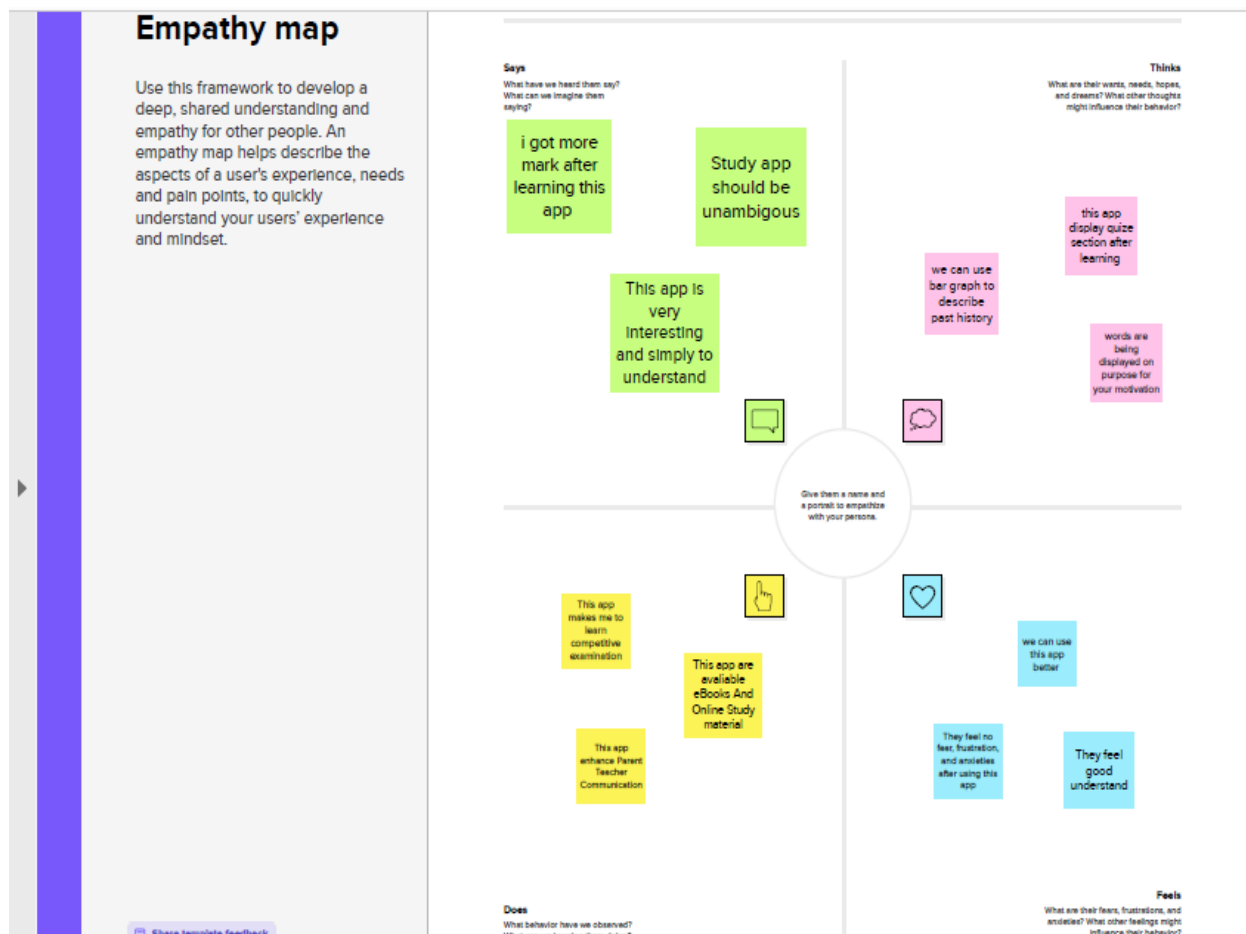 Empathy map
Use this framework to develop a
deep, shared understanding and
empathy for other people. An
empathy map helps describe the
aspects of a user's experience, needs
and pain points, to quickly
understand your users' experience
and mindset.
Share template feedback
Says
What have we heard them say?
What can we imagine them
saying?
i got more
mark after
learning this
app
Study app
should be
unambigous
This app is
very
interesting
and simply to
understand
Thinks
What are their wants, needs, hopes,
and dreams? What other thoughts
might influence their behavior?
this app
display quize
section after
learning
we can use
bar graph to
describe
past history
words are
being
displayed on
purpose for
your motivation
Give them a name and
a portrait to empathize
with your persona.
This app
makes me to
learn
competitive
examination
This app are
avaliable
eBooks And
Online Study
material
This app
enhance Parent
Teacher
Communication
Does
What behavior have we observed?
we can use
this app
better
They feel no
fear, frustration,
and anxieties
after using this
app
They feel
good
understand
Feels
What are their fears, frustrations, and
anxieties? What other feelings might
influence their behavior?